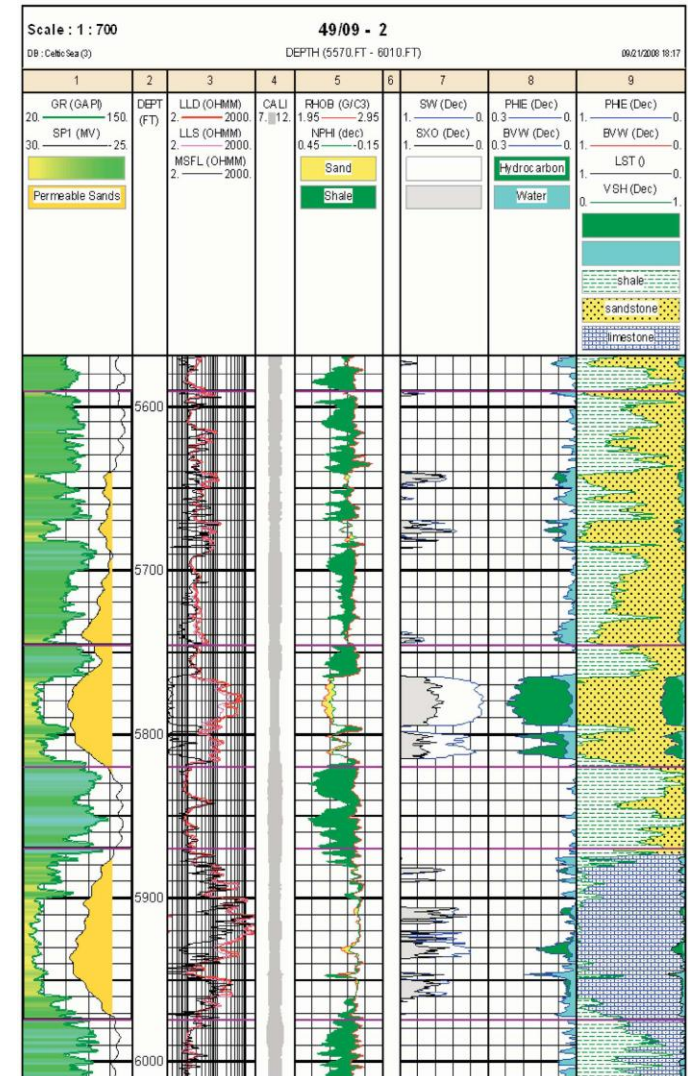 Scale : 1 : 700
49/09 - 2
DB : Celtic Sea (3)
DEPTH (5570.FT - 6010.FT)
09/21/2008 18:17
1 2 3 4 5 6 7 8 9
GR (GAPI)
20. 150.
SP1 (MV)
30. -25.
Permeable Sands
DEPT
(FT)
LLD (OHMM)
2. 2000.
LLS (OHMM)
2. 2000.
MSFL (OHMM)
2. 2000.
CALI
7. 12.
RHOB (G/C3)
1.95 2.95
NPHI (dec)
0.45 -0.15
Sand
Shale
SW (Dec)
1. 0.
SXO (Dec)
1. 0.
PHIE (Dec)
0.3 0.
BVW (Dec)
0.3 0.
Hydrocarbon
Water
PHIE (Dec)
1. 0.
BVW (Dec)
1. 0.
LST ()
1. 0.
VSH (Dec)
0. 1.
shale
sandstone
limestone
5600
5700
5800
5900
6000